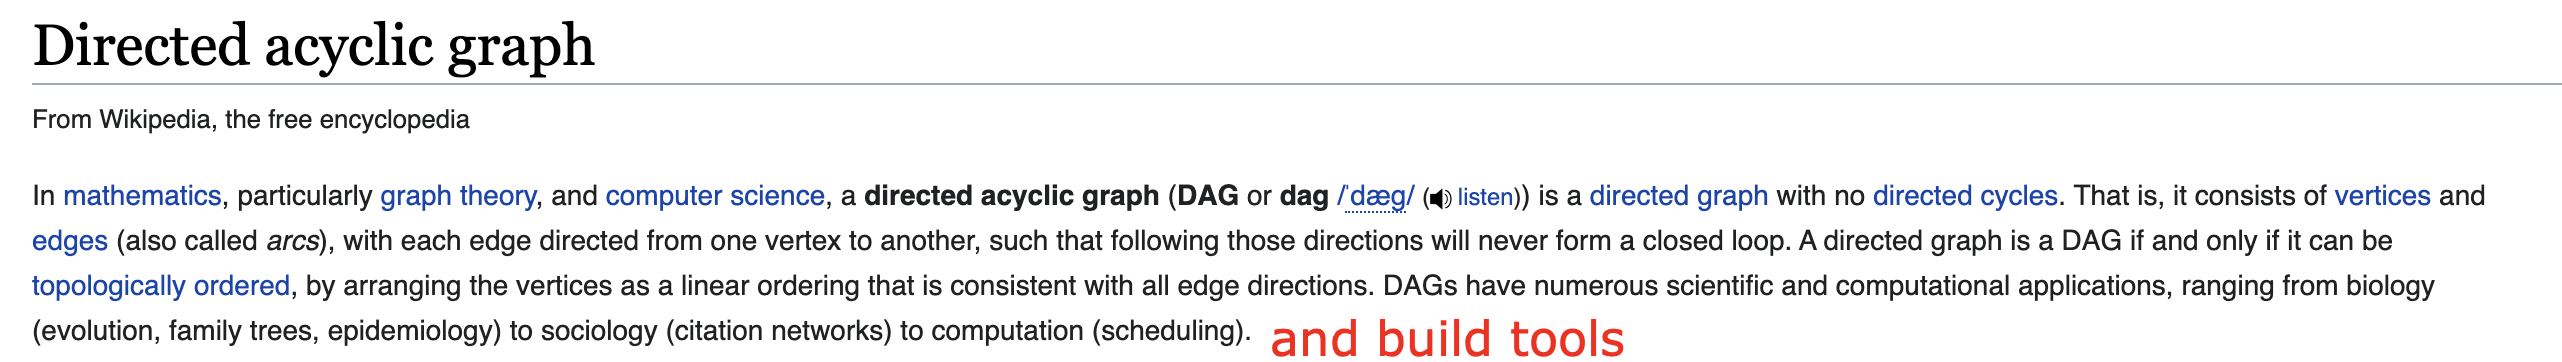 Directed acyclic graph
From Wikipedia, the free encyclopedia
In mathematics, particularly graph theory, and computer science, a directed acyclic graph (DAG or dag /ˈdæɡ/ (🔊 listen)) is a directed graph with no directed cycles. That is, it consists of vertices and
edges (also called arcs), with each edge directed from one vertex to another, such that following those directions will never form a closed loop. A directed graph is a DAG if and only if it can be
topologically ordered, by arranging the vertices as a linear ordering that is consistent with all edge directions. DAGs have numerous scientific and computational applications, ranging from biology
(evolution, family trees, epidemiology) to sociology (citation networks) to computation (scheduling). and build tools